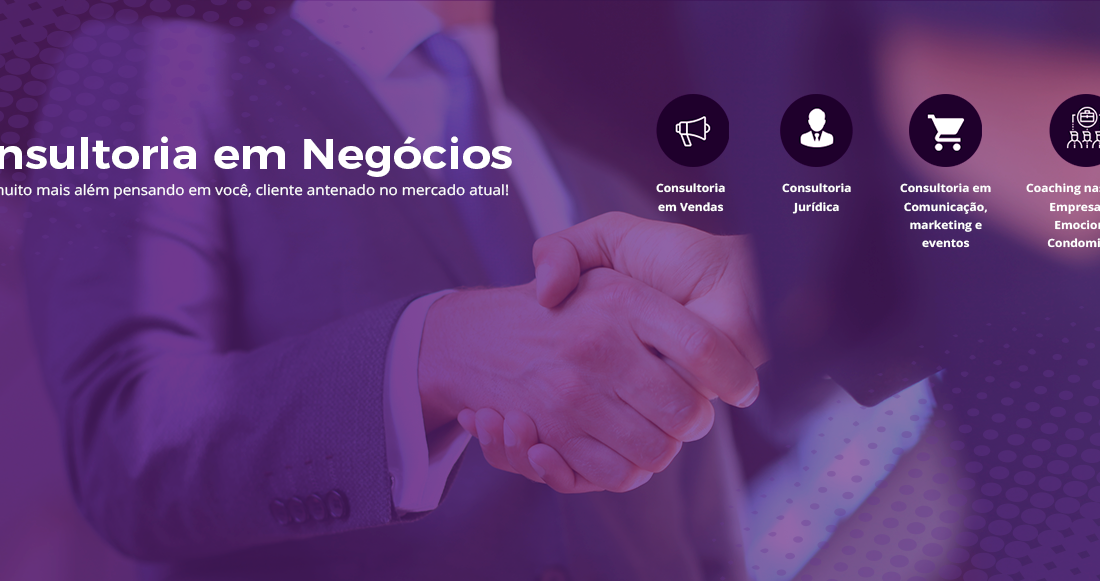 nsultoria em Negócios
muito mais além pensando em você, cliente antenado no mercado atual!
Consultoria
em Vendas
Consultoria
Jurídica
Consultoria em
Comunicação,
marketing e
eventos
Coaching nas
Empresa
Emocion
Condomi